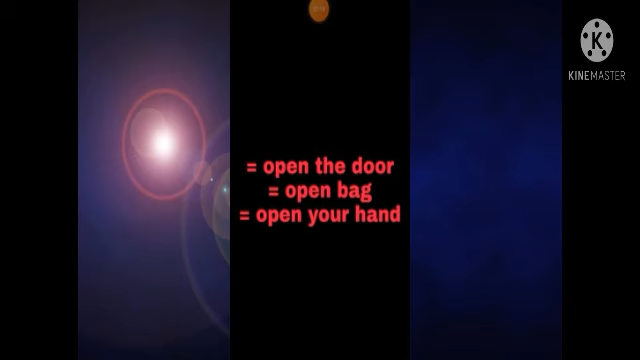 = open the door
= open bag
= open your hand
KINEMASTER